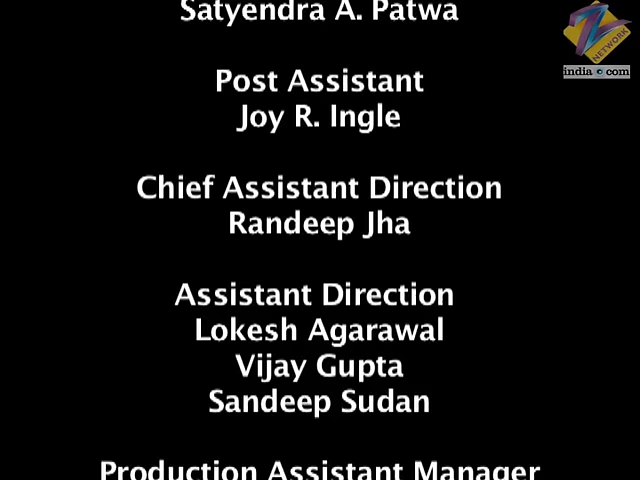 Satyendra A. Patwa
NETWORK
india.com
Post Assistant
Joy R. Ingle
Chief Assistant Direction
Randeep Jha
Assistant Direction
Lokesh Agarawal
Vijay Gupta
Sandeep Sudan
Production Assistant Manager